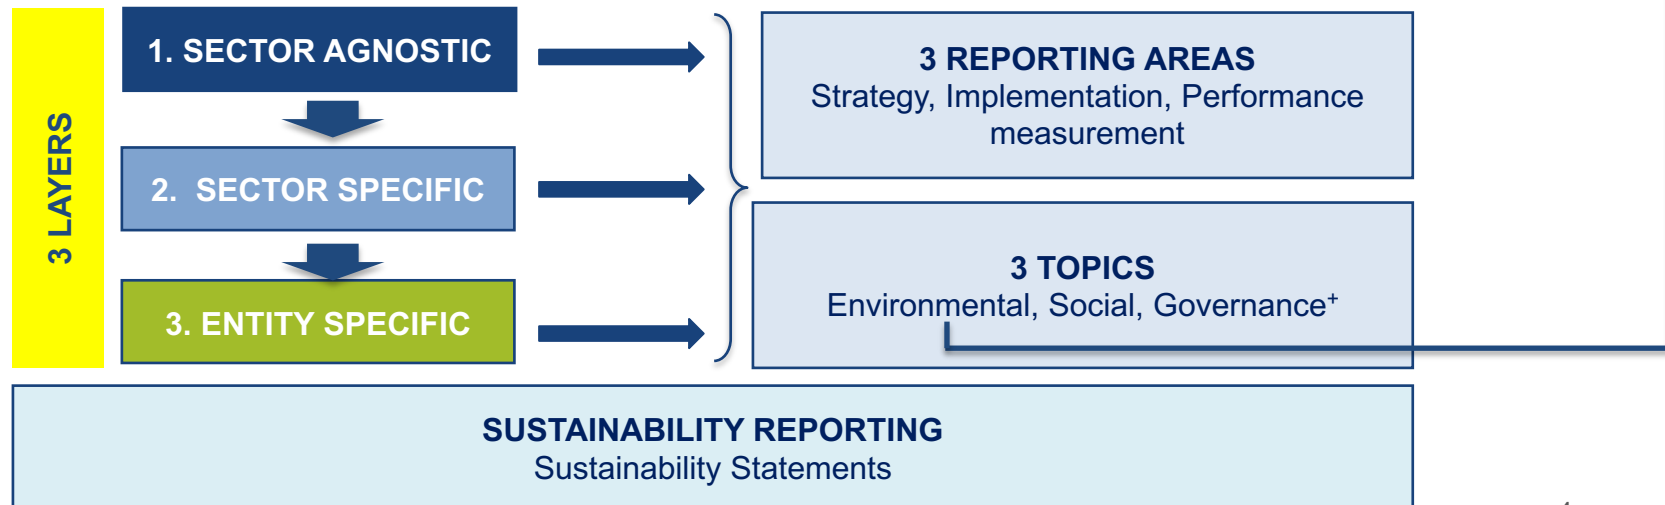 3 LAYERS
1. SECTOR AGNOSTIC
2. SECTOR SPECIFIC
3. ENTITY SPECIFIC
3 REPORTING AREAS
Strategy, Implementation, Performance
measurement
3 TOPICS
Environmental, Social, Governance⁺
SUSTAINABILITY REPORTING
Sustainability Statements